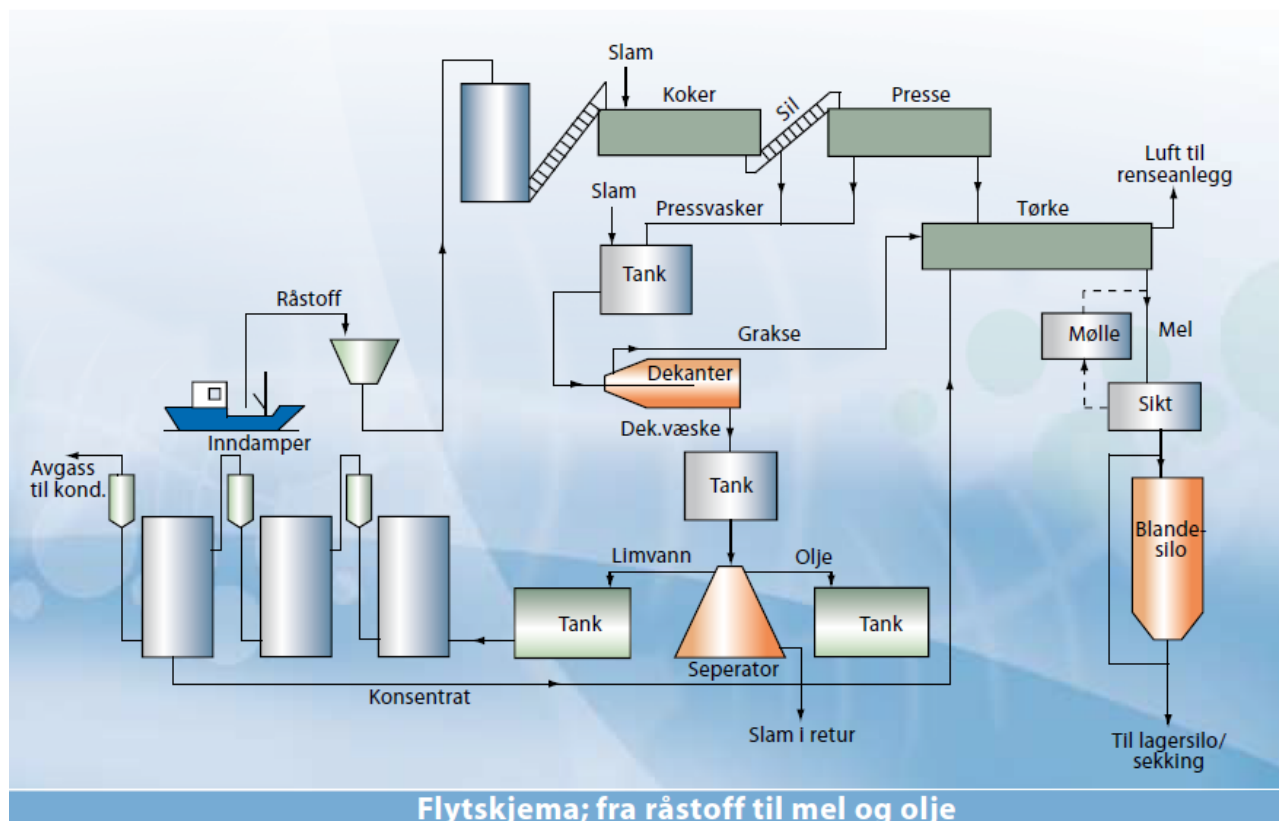 Slam
Koker
Sil
Presse
Luft til
renseanlegg
Slam
Pressvasker
Tørke
Tank
Råstoff
Grakse
Mølle
Mel
Dekanter
Sikt
Dek.væske
Inndamper
Avgass
til kond.
Tank
Blande-
silo
Limvann
Olje
Tank
Tank
Seperator
Konsentrat
Slam i retur
Til lagersilo/
sekking
Flytskjema; fra råstoff til mel og olje